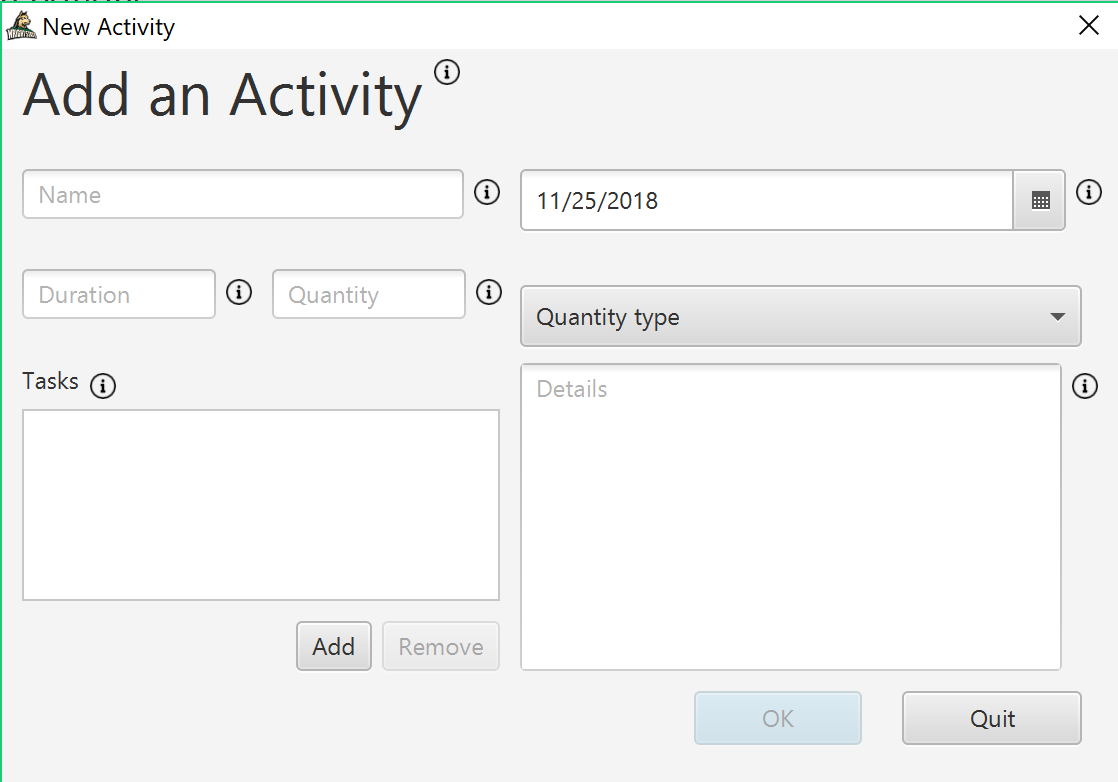 New Activity
Add an Activity
Name
11/25/2018
Duration
Quantity
Quantity type
Tasks
Details
Add
Remove
OK
Quit